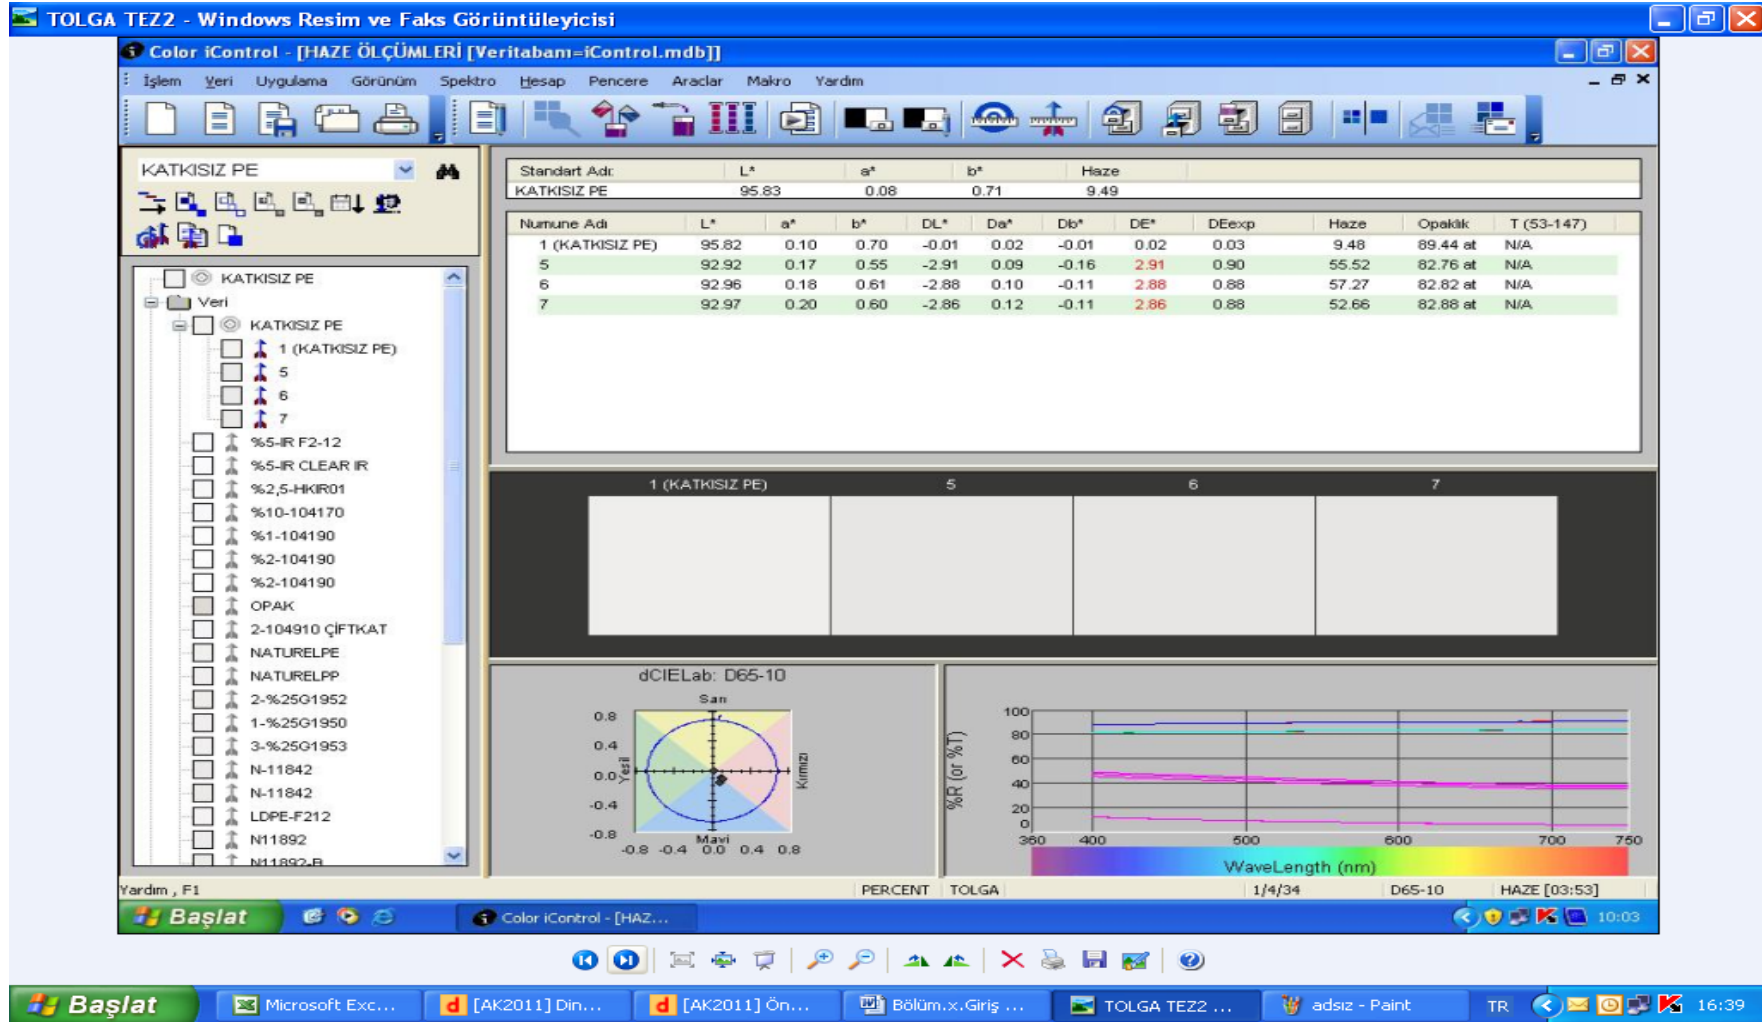 TOLGA TEZ2 - Windows Resim ve Faks Görüntüleyicisi
Color iControl - [HAZE ÖLÇÜMLERİ [Veritabanı=iControl.mdb]]
İşlem Veri Uygulama Görünüm Spektro Hesap Pencere Araclar Makro Yardım
KATKISIZ PE
Standart Adı: L* a* b* Haze
KATKISIZ PE 95.83 0.08 0.71 9.49
Numune Adı L* a* b* DL* Da* Db* DE* DEexp Haze Opaklık T (53-147)
1 (KATKISIZ PE) 95.82 0.10 0.70 -0.01 0.02 -0.01 0.02 0.03 9.48 89.44 at N/A
5 92.92 0.17 0.55 -2.91 0.09 -0.16 2.91 0.90 55.52 82.76 at N/A
6 92.96 0.18 0.61 -2.88 0.10 -0.11 2.88 0.88 57.27 82.82 at N/A
7 92.97 0.20 0.60 -2.86 0.12 -0.11 2.86 0.88 52.66 82.88 at N/A
KATKISIZ PE
Veri
KATKISIZ PE
1 (KATKISIZ PE)
5
6
7
%5-IR F2-12
%5-IR CLEAR IR
%2,5-HKIR01
%10-104170
%1-104190
%2-104190
%2-104190
OPAK
2-104910 ÇİFTKAT
NATURELPE
NATURELPP
2-%25G1952
1-%25G1950
3-%25G1953
N-11842
N-11842
LDPE-F212
N11892
N11892-B
1 (KATKISIZ PE) 5 6 7
dCIELab: D65-10
Sarı
0.8
0.4
0.0
-0.4
-0.8
Yesil
Kırmızı
Mavi
-0.8 -0.4 0.0 0.4 0.8
%R (or %T)
100
80
60
40
20
0
360 400 500 600 700 750
WaveLength (nm)
Yardım , F1 PERCENT TOLGA 1/4/34 D65-10 HAZE [03:53]
Başlat Color iControl - [HAZ... 10:03
Başlat Microsoft Exc... [AK2011] Din... [AK2011] Ön... Bölüm.x.Giriş ... TOLGA TEZ2 ... adsız - Paint TR 16:39